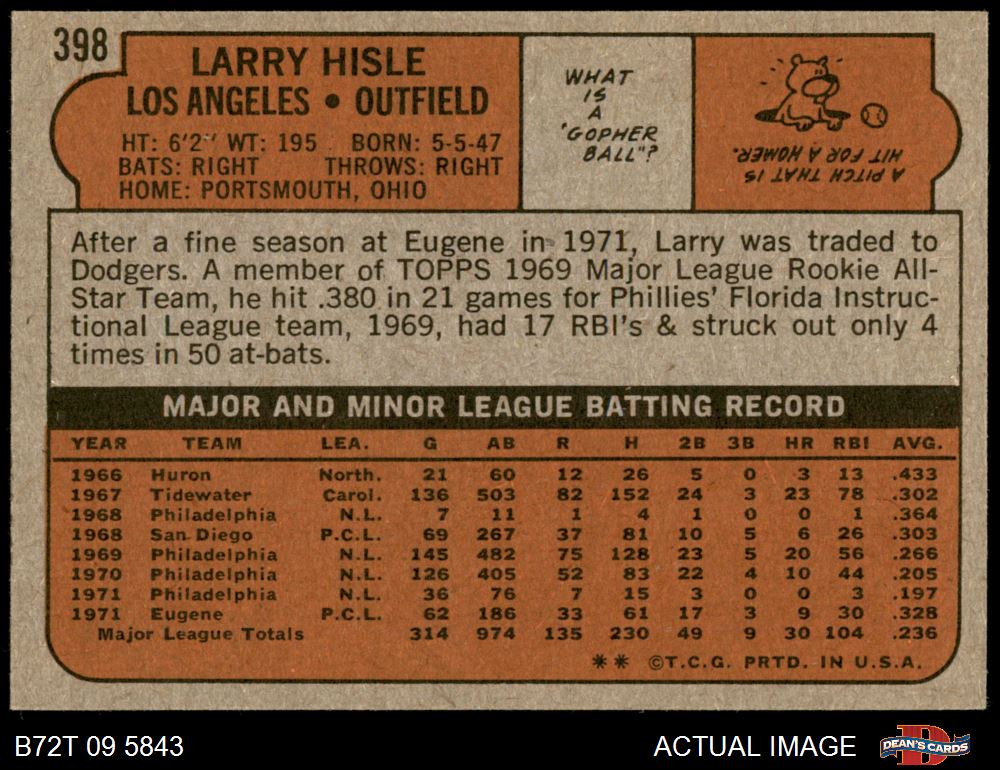 398
LARRY HISLE
LOS ANGELES • OUTFIELD
HT: 6'2" WT: 195 BORN: 5-5-47
BATS: RIGHT THROWS: RIGHT
HOME: PORTSMOUTH, OHIO
WHAT
IS
A
"GOPHER
BALL"?
A PITCH THAT IS
HIT FOR A HOMER.
After a fine season at Eugene in 1971, Larry was traded to
Dodgers. A member of TOPPS 1969 Major League Rookie All-
Star Team, he hit .380 in 21 games for Phillies' Florida Instruc-
tional League team, 1969, had 17 RBI's & struck out only 4
times in 50 at-bats.
MAJOR AND MINOR LEAGUE BATTING RECORD
YEAR TEAM LEA. G AB R H 2B 3B HR RBI AVG.
1966 Huron North. 21 60 12 26 5 0 3 13 .433
1967 Tidewater Carol. 136 503 82 152 24 3 23 78 .302
1968 Philadelphia N.L. 7 11 1 4 1 0 0 1 .364
1968 San Diego P.C.L. 69 267 37 81 10 5 6 26 .303
1969 Philadelphia N.L. 145 482 75 128 23 5 20 56 .266
1970 Philadelphia N.L. 126 405 52 83 22 4 10 44 .205
1971 Philadelphia N.L. 36 76 7 15 3 0 0 3 .197
1971 Eugene P.C.L. 62 186 33 61 17 3 9 30 .328
Major League Totals 314 974 135 230 49 9 30 104 .236
** ©T.C.G. PRTD. IN U.S.A.
B72T 09 5843
ACTUAL IMAGE
DEAN'S CARDS